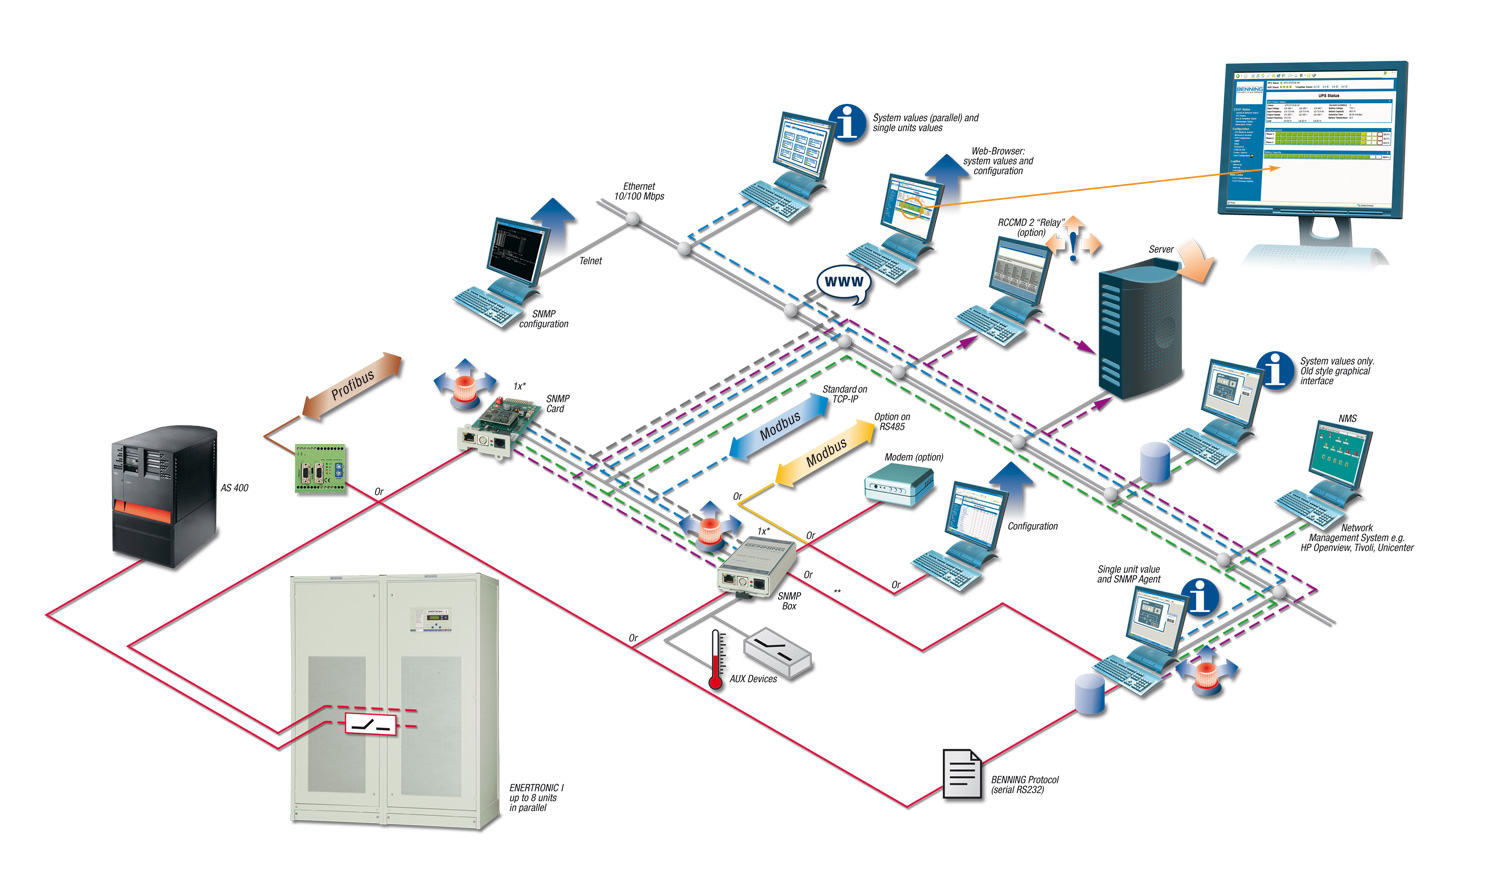 System values (parallel) and
single units values
Web-Browser:
system values and
configuration
BENNING
UPS Status
Ethernet
10/100 Mbps
RCCMD 2 “Relay”
(option)
Server
Telnet
WWW
SNMP
configuration
System values only.
Old style graphical
interface
Profibus
1x*
SNMP
Card
Standard on
TCP-IP
Modbus
Option on
RS485
Modbus
NMS
Modem (option)
AS 400
Or
Or
Configuration
1x*
Or
Network
Management System e.g.
HP Openview, Tivoli, Unicenter
Or
Or
**
SNMP
Box
Single unit value
and SNMP Agent
Or
AUX Devices
ENERTRONIC I
up to 8 units
in parallel
BENNING Protocol
(serial RS232)